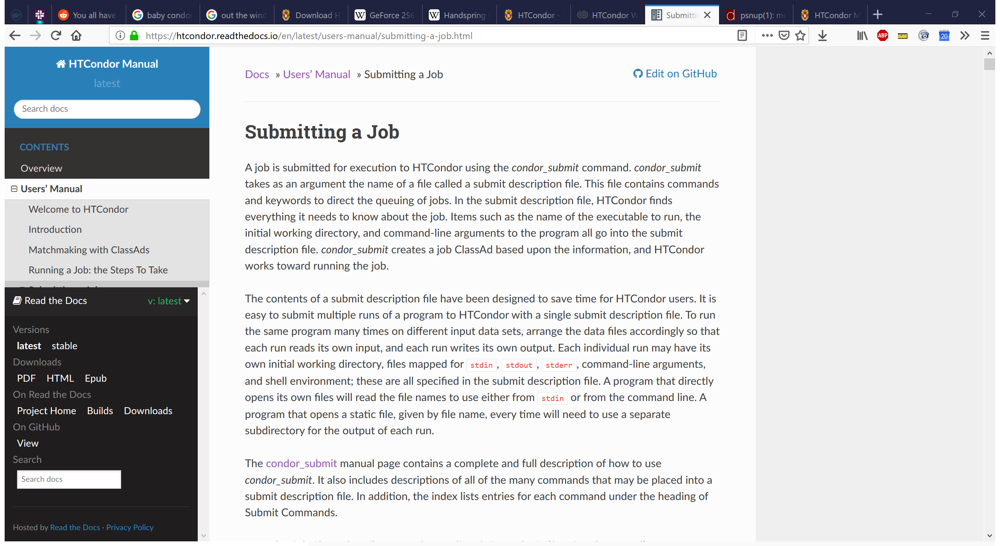 You all have
baby condor
out the wind
Download H
GeForce 256
Handspring
HTCondor -
HTCondor W
Submittin
psnup(1): mu
HTCondor M
https://htcondor.readthedocs.io/en/latest/users-manual/submitting-a-job.html
ABP
20
HTCondor Manual
latest
Search docs
CONTENTS
Overview
Users’ Manual
Welcome to HTCondor
Introduction
Matchmaking with ClassAds
Running a Job: the Steps To Take
Read the Docs v: latest
Versions
latest stable
Downloads
PDF HTML Epub
On Read the Docs
Project Home Builds Downloads
On GitHub
View
Search
Search docs
Hosted by Read the Docs · Privacy Policy
Docs » Users’ Manual » Submitting a Job
Edit on GitHub
Submitting a Job
A job is submitted for execution to HTCondor using the condor_submit command. condor_submit
takes as an argument the name of a file called a submit description file. This file contains commands
and keywords to direct the queuing of jobs. In the submit description file, HTCondor finds
everything it needs to know about the job. Items such as the name of the executable to run, the
initial working directory, and command-line arguments to the program all go into the submit
description file. condor_submit creates a job ClassAd based upon the information, and HTCondor
works toward running the job.
The contents of a submit description file have been designed to save time for HTCondor users. It is
easy to submit multiple runs of a program to HTCondor with a single submit description file. To run
the same program many times on different input data sets, arrange the data files accordingly so that
each run reads its own input, and each run writes its own output. Each individual run may have its
own initial working directory, files mapped for stdin, stdout, stderr, command-line arguments,
and shell environment; these are all specified in the submit description file. A program that directly
opens its own files will read the file names to use either from stdin or from the command line. A
program that opens a static file, given by file name, every time will need to use a separate
subdirectory for the output of each run.
The condor_submit manual page contains a complete and full description of how to use
condor_submit. It also includes descriptions of all of the many commands that may be placed into a
submit description file. In addition, the index lists entries for each command under the heading of
Submit Commands.